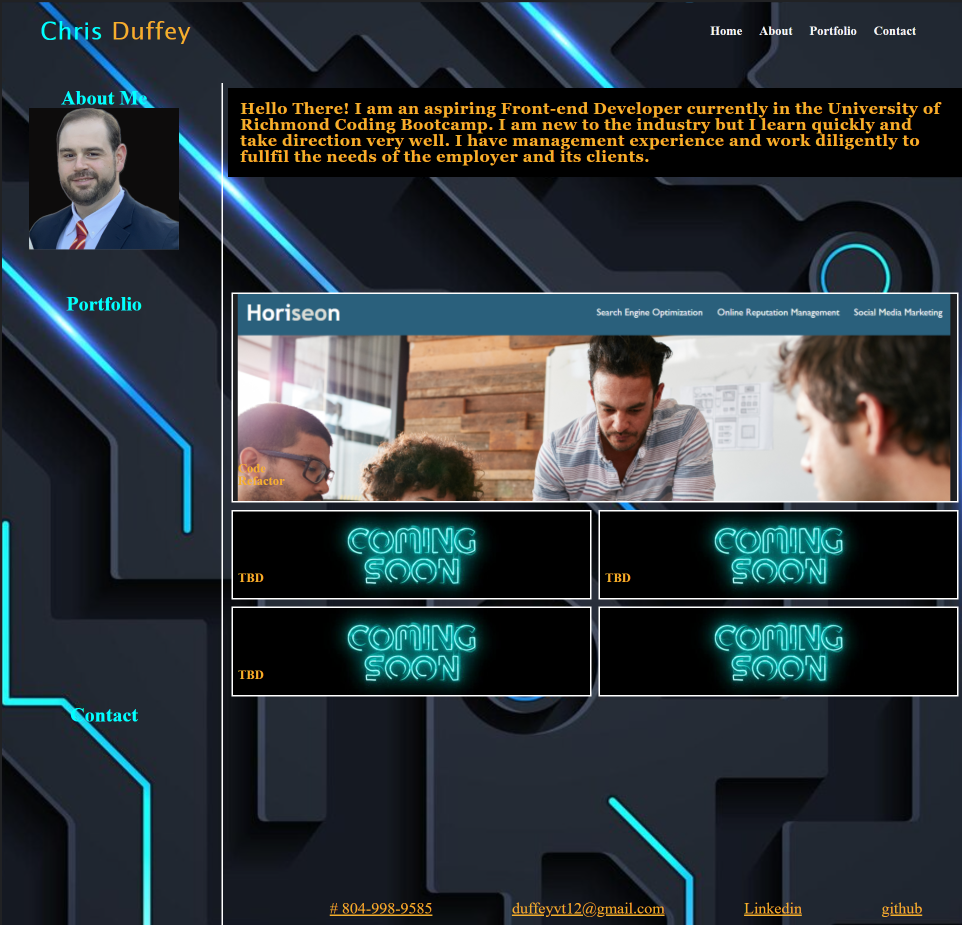 Chris Duffey
Home About Portfolio Contact
About Me
Hello There! I am an aspiring Front-end Developer currently in the University of
Richmond Coding Bootcamp. I am new to the industry but I learn quickly and
take direction very well. I have management experience and work diligently to
fullfil the needs of the employer and its clients.
Portfolio
Horiseon
Search Engine Optimization Online Reputation Management Social Media Marketing
Code
Refactor
COMING
SOON
TBD
COMING
SOON
TBD
COMING
SOON
TBD
COMING
SOON
Contact
# 804-998-9585 duffeyvt12@gmail.com Linkedin github